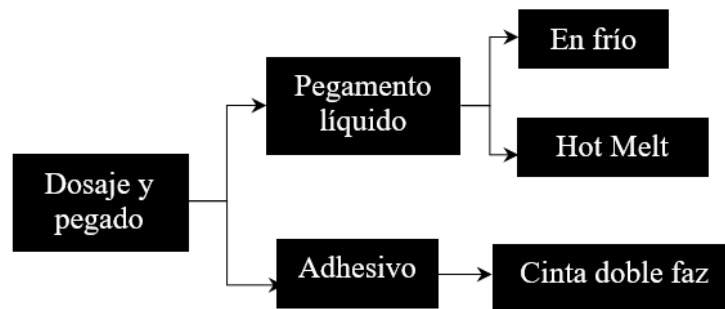 Dosaje y
pegado
Pegamento
líquido
En frío
Hot Melt
Adhesivo
Cinta doble faz